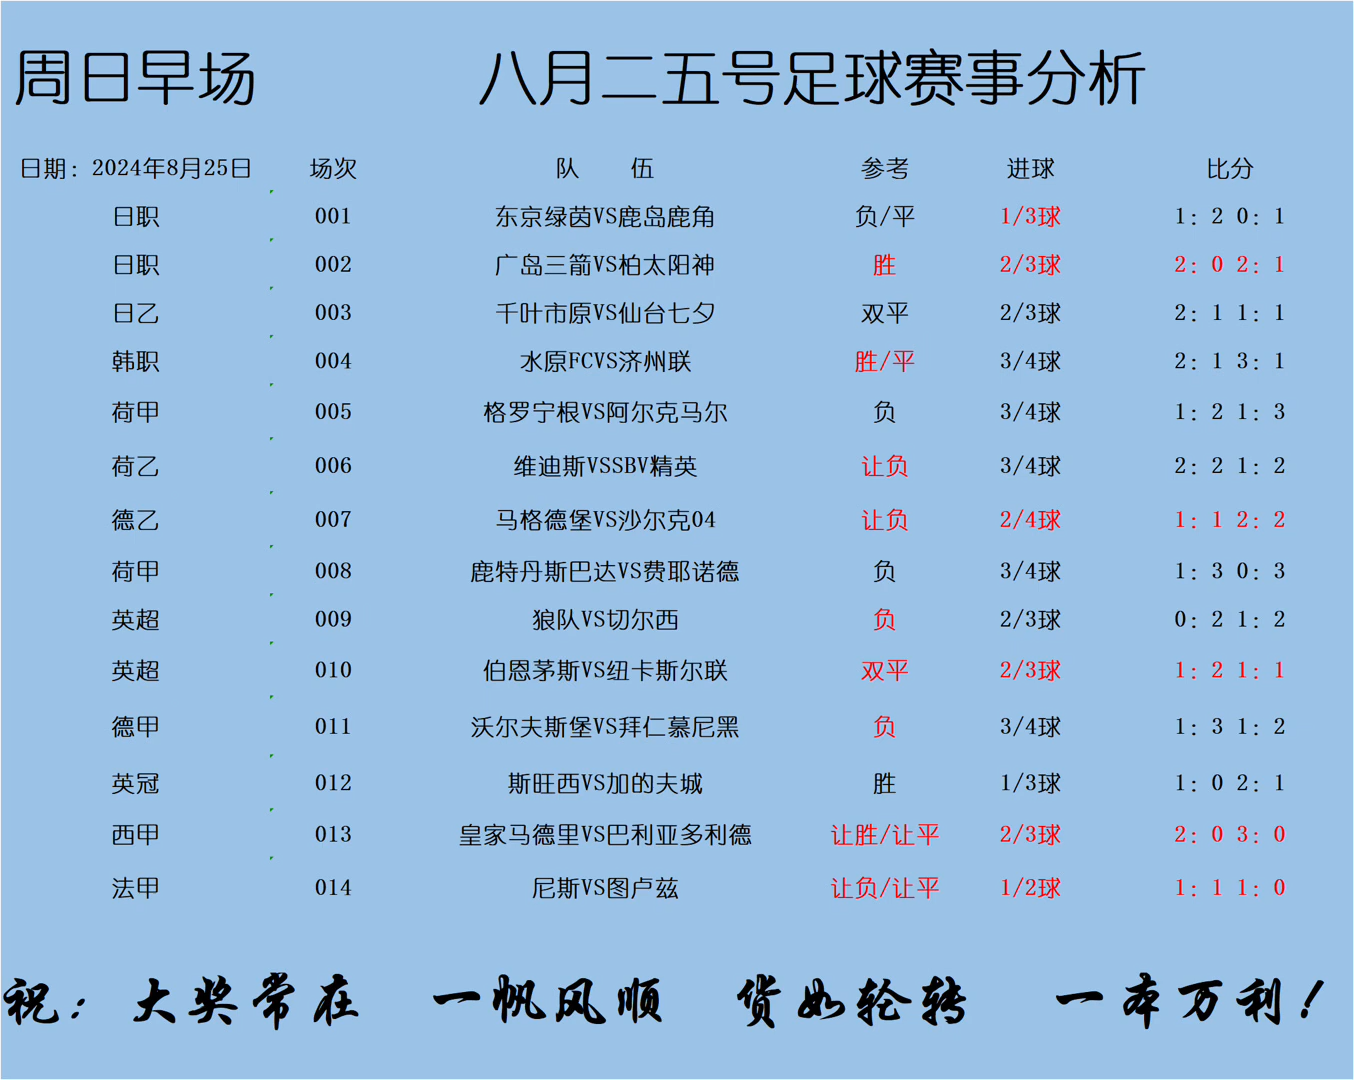 周日早场 八月二五号足球赛事分析
日期：2024年8月25日 场次 队 伍 参考 进球 比分
日职 001 东京绿茵VS鹿岛鹿角 负/平 1/3球 1：2 0：1
日职 002 广岛三箭VS柏太阳神 胜 2/3球 2：0 2：1
日乙 003 千叶市原VS仙台七夕 双平 2/3球 2：1 1：1
韩职 004 水原FCVS济州联 胜/平 3/4球 2：1 3：1
荷甲 005 格罗宁根VS阿尔克马尔 负 3/4球 1：2 1：3
荷乙 006 维迪斯VSSBV精英 让负 3/4球 2：2 1：2
德乙 007 马格德堡VS沙尔克04 让负 2/4球 1：1 2：2
荷甲 008 鹿特丹斯巴达VS费耶诺德 负 3/4球 1：3 0：3
英超 009 狼队VS切尔西 负 2/3球 0：2 1：2
英超 010 伯恩茅斯VS纽卡斯尔联 双平 2/3球 1：2 1：1
德甲 011 沃尔夫斯堡VS拜仁慕尼黑 负 3/4球 1：3 1：2
英冠 012 斯旺西VS加的夫城 胜 1/3球 1：0 2：1
西甲 013 皇家马德里VS巴利亚多利德 让胜/让平 2/3球 2：0 3：0
法甲 014 尼斯VS图卢兹 让负/让平 1/2球 1：1 1：0
祝：大奖常在 一帆风顺 货如轮转 一本万利！